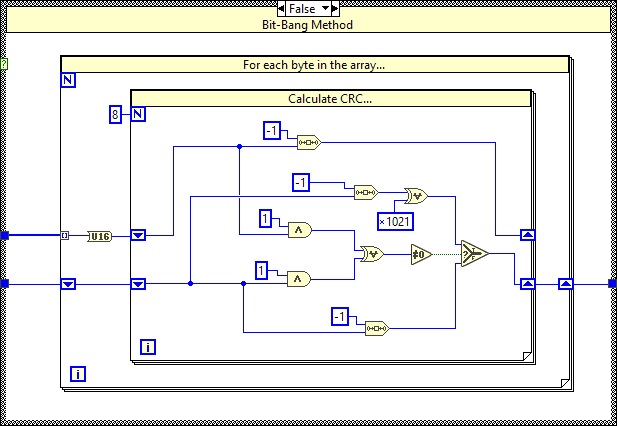 False
Bit-Bang Method
?
For each byte in the array...
N
8
N
Calculate CRC...
-1
-1
×1021
1
U16
≠0
?
T
F
1
-1
i
i